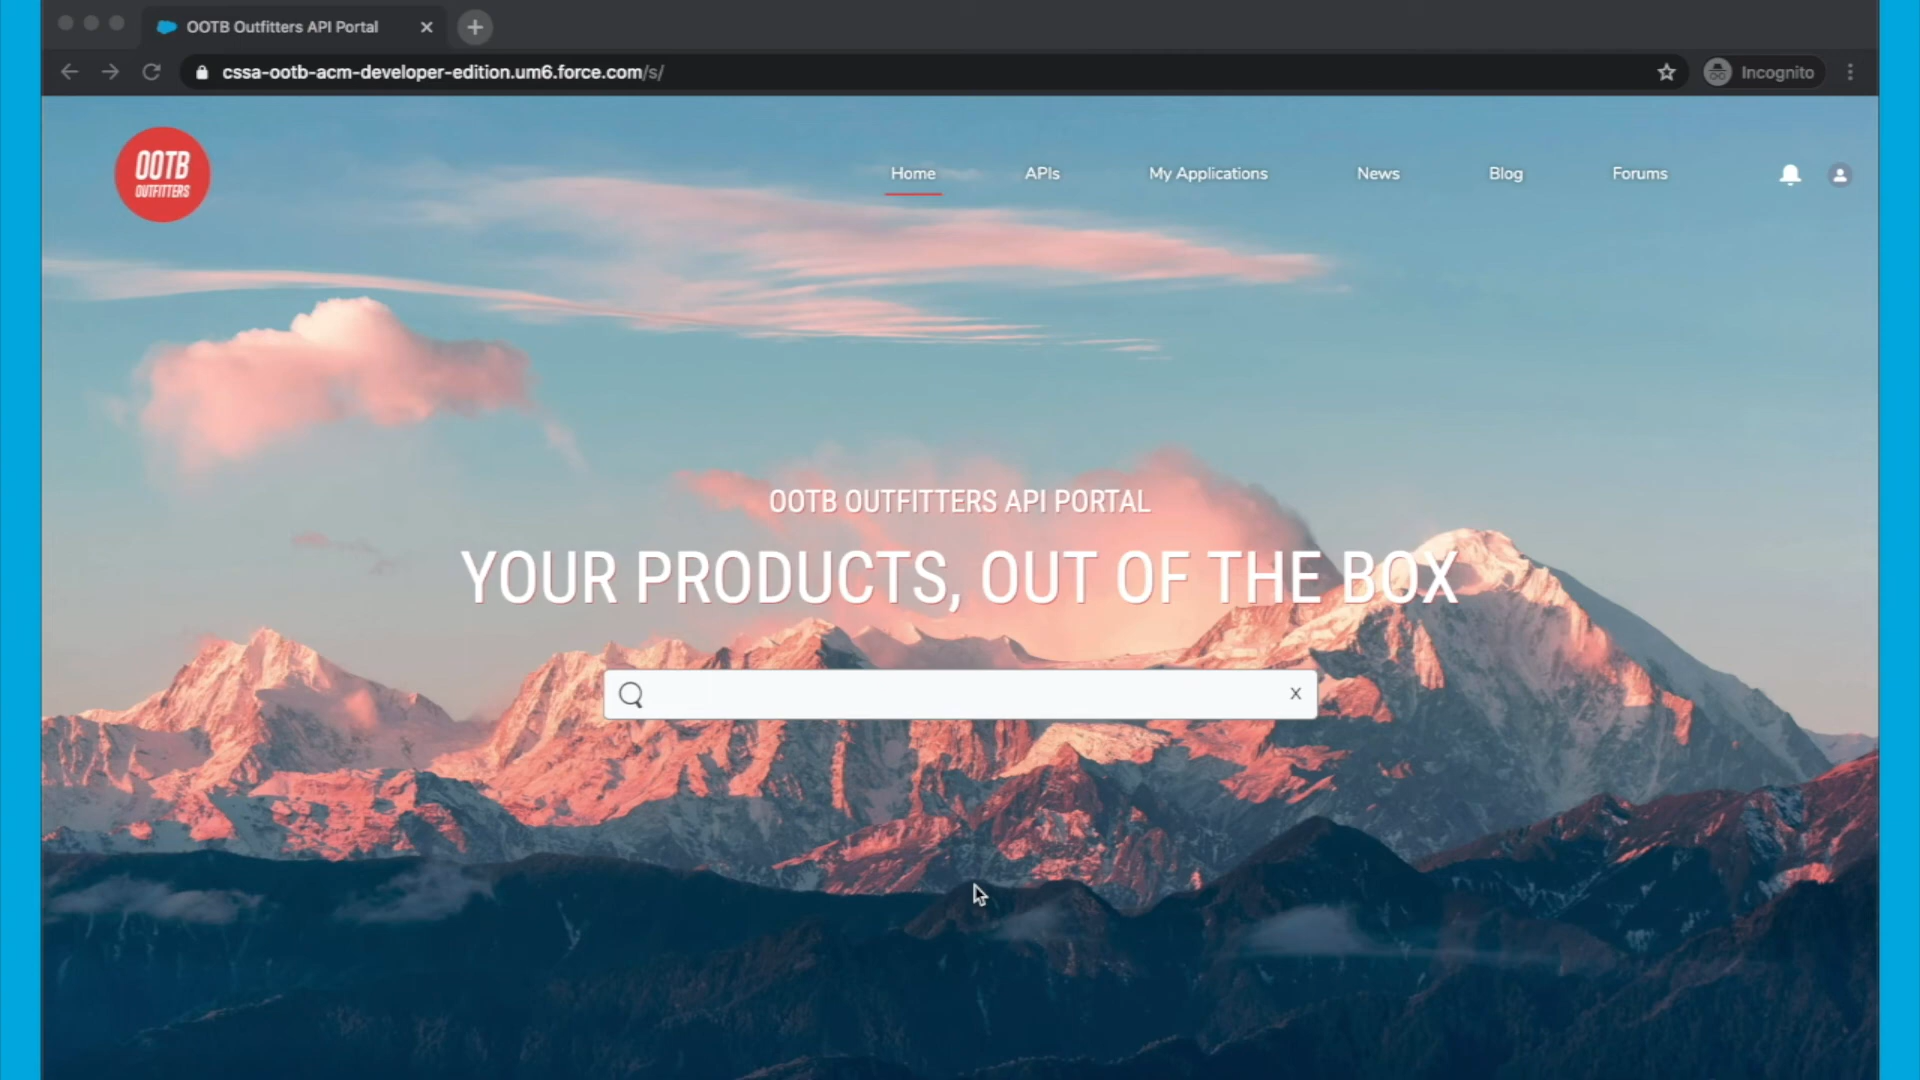 OOTB Outfitters API Portal
cssa-ootb-acm-developer-edition.um6.force.com/s/
Incognito
OOTB
OUTFITTERS
Home
APIs
My Applications
News
Blog
Forums
OOTB OUTFITTERS API PORTAL
YOUR PRODUCTS, OUT OF THE BOX
X